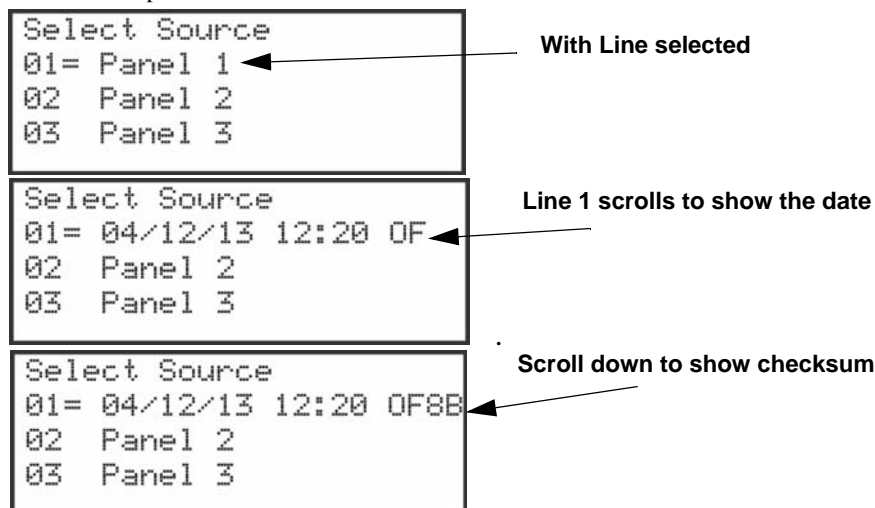 Select Source
01= Panel 1
02 Panel 2
03 Panel 3
With Line selected
Select Source
01= 04/12/13 12:20 0F
02 Panel 2
03 Panel 3
Line 1 scrolls to show the date
.
Select Source
01= 04/12/13 12:20 0F8B
02 Panel 2
03 Panel 3
Scroll down to show checksum